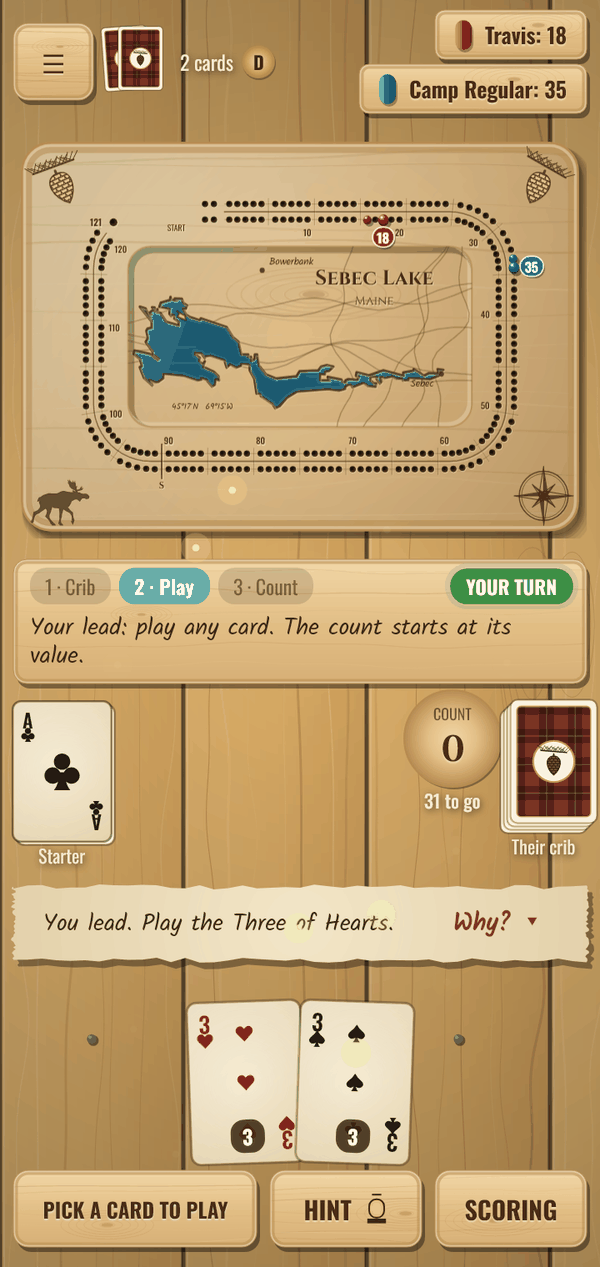 ☰
2 cards D
Travis: 18
Camp Regular: 35
121
START
10
20
18
30
35
120
Bowerbank
SEBEC LAKE
MAINE
40
110
Sebec
45°17'N 69°15'W
50
100
90
80
70
60
S
1 · Crib
2 · Play
3 · Count
YOUR TURN
Your lead: play any card. The count starts at its
value.
A
A
Starter
COUNT
0
31 to go
Their crib
You lead. Play the Three of Hearts.
Why? ▼
3
3
3
3
3
3
PICK A CARD TO PLAY
HINT
SCORING